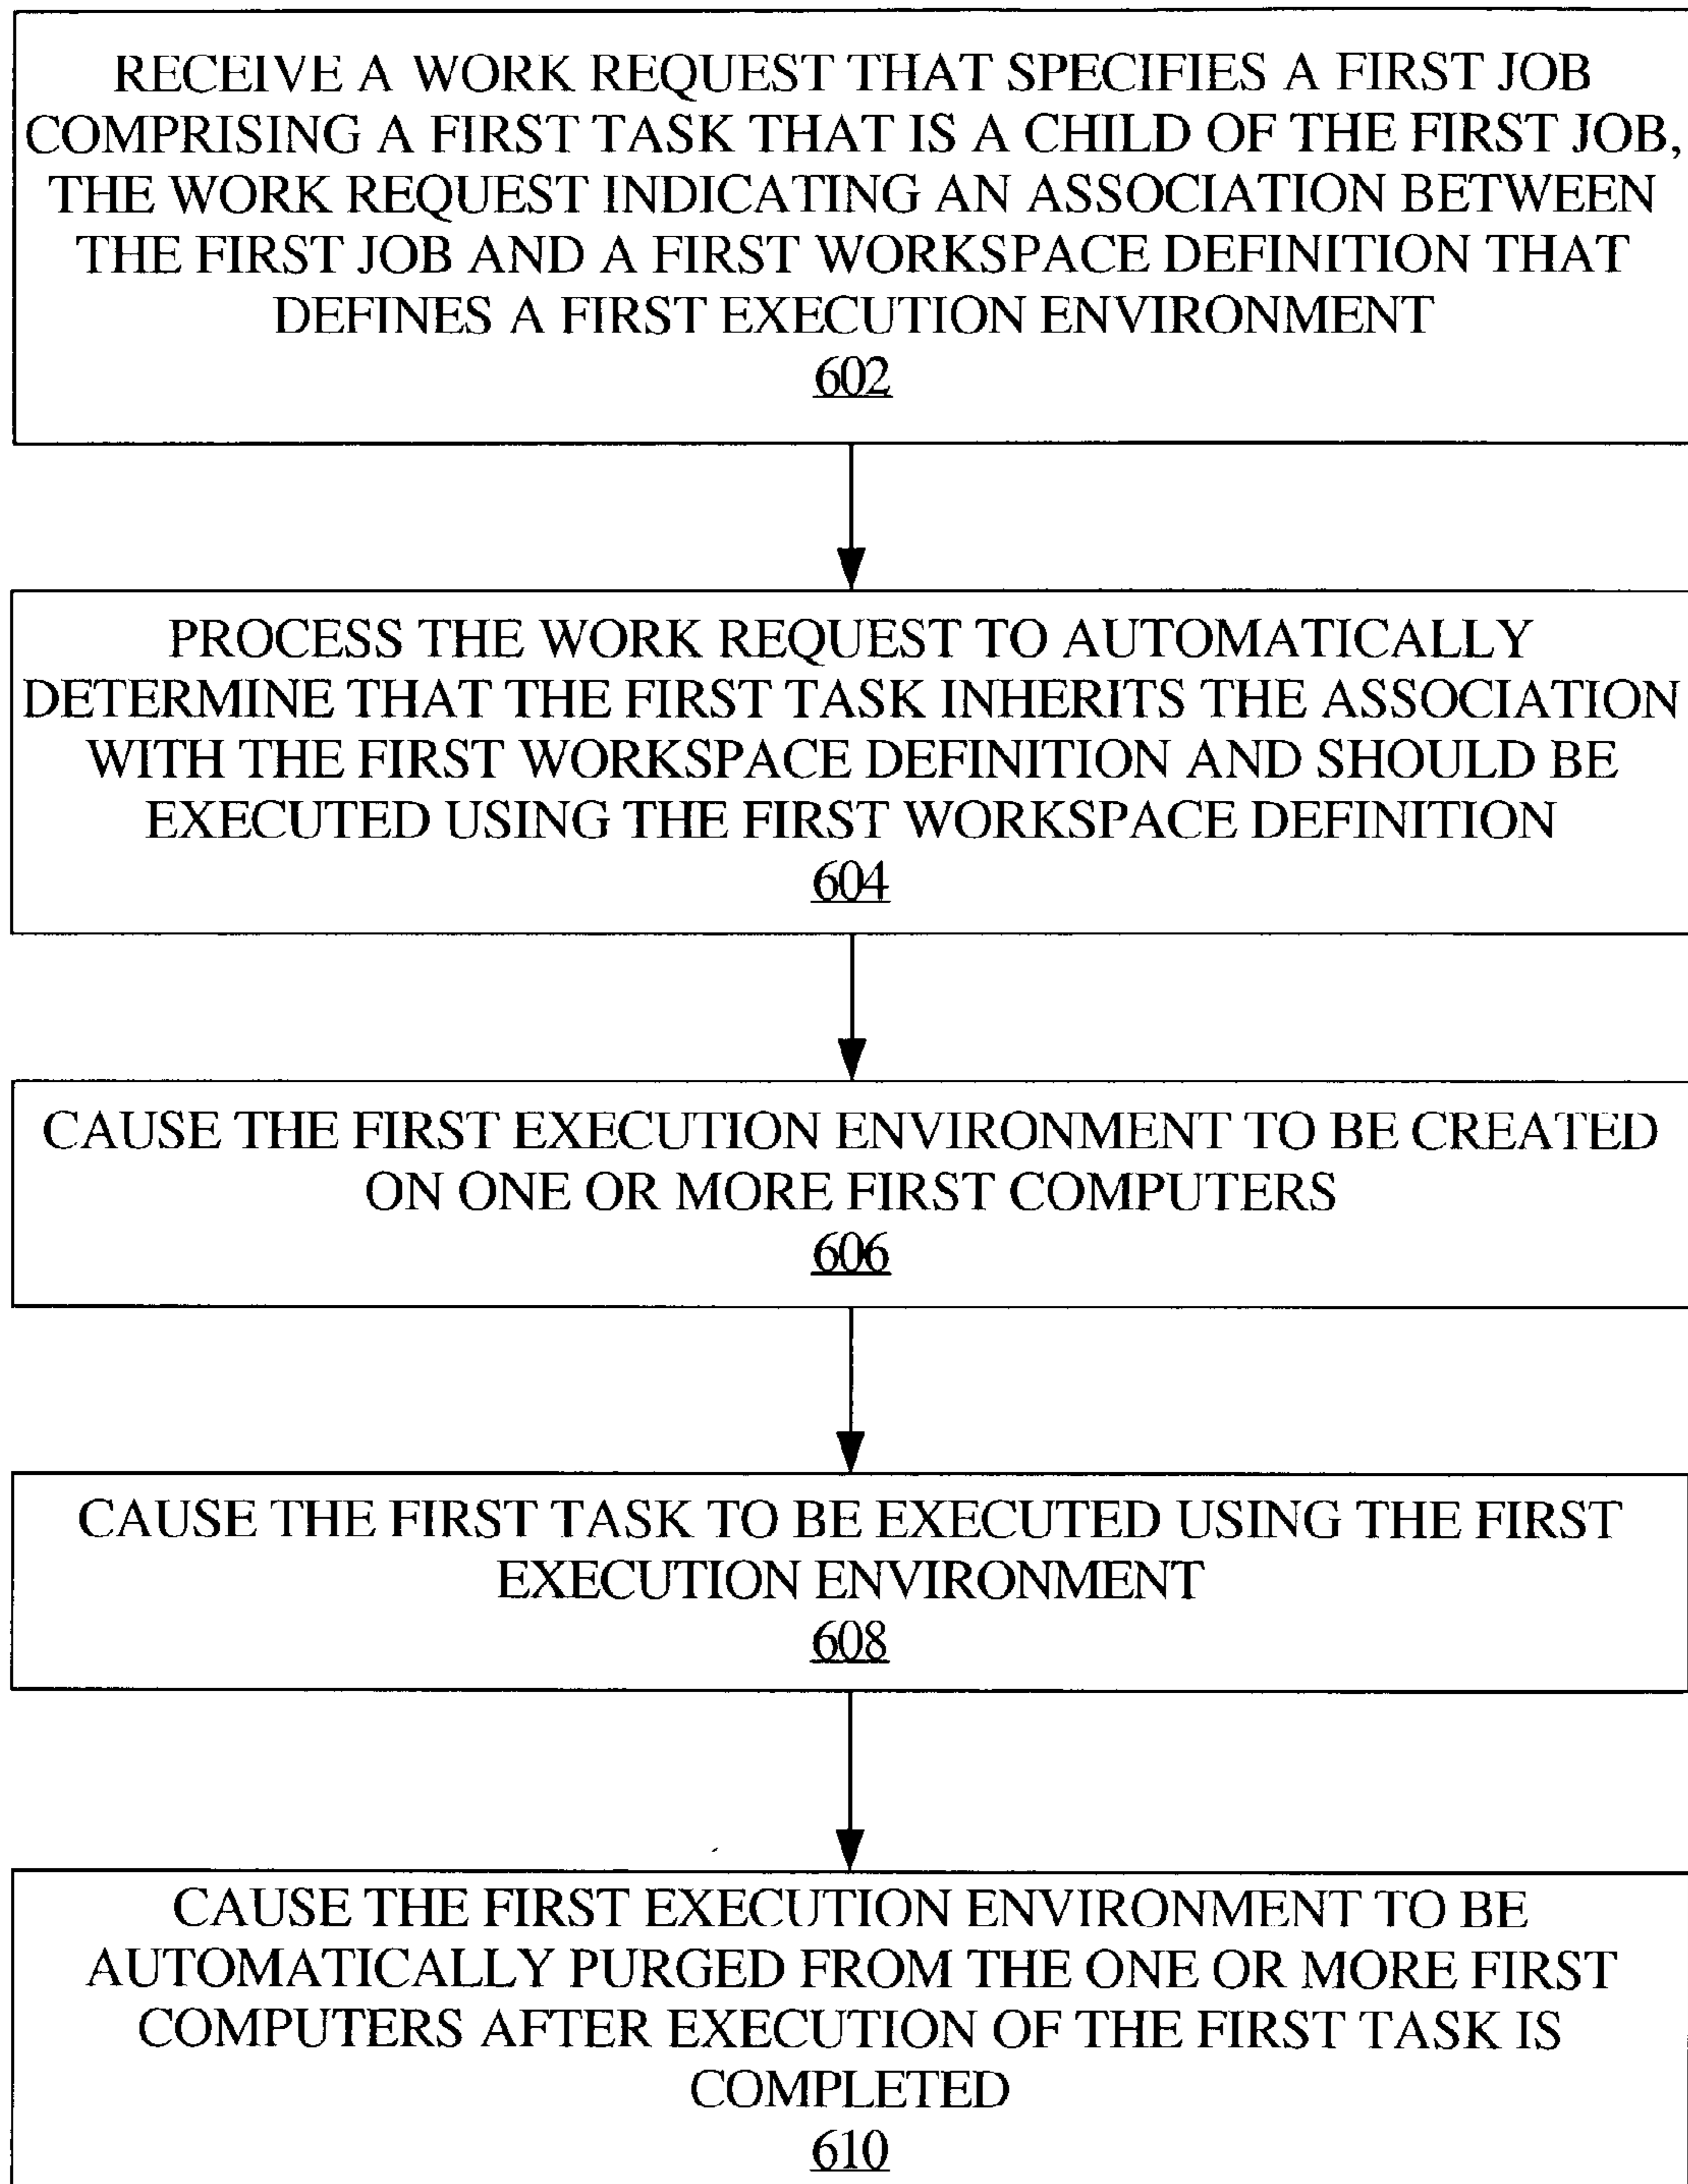 RECEIVE A WORK REQUEST THAT SPECIFIES A FIRST JOB
COMPRISING A FIRST TASK THAT IS A CHILD OF THE FIRST JOB,
THE WORK REQUEST INDICATING AN ASSOCIATION BETWEEN
THE FIRST JOB AND A FIRST WORKSPACE DEFINITION THAT
DEFINES A FIRST EXECUTION ENVIRONMENT
602
PROCESS THE WORK REQUEST TO AUTOMATICALLY
DETERMINE THAT THE FIRST TASK INHERITS THE ASSOCIATION
WITH THE FIRST WORKSPACE DEFINITION AND SHOULD BE
EXECUTED USING THE FIRST WORKSPACE DEFINITION
604
CAUSE THE FIRST EXECUTION ENVIRONMENT TO BE CREATED
ON ONE OR MORE FIRST COMPUTERS
606
CAUSE THE FIRST TASK TO BE EXECUTED USING THE FIRST
EXECUTION ENVIRONMENT
608
CAUSE THE FIRST EXECUTION ENVIRONMENT TO BE
AUTOMATICALLY PURGED FROM THE ONE OR MORE FIRST
COMPUTERS AFTER EXECUTION OF THE FIRST TASK IS
COMPLETED
610